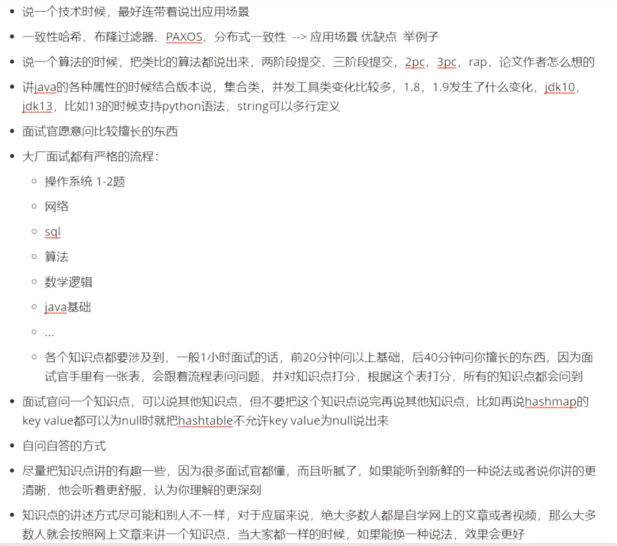 说一个技术时候，最好连带着说出应用场景
一致性哈希、布隆过滤器、PAXOS、分布式一致性 --> 应用场景 优缺点 举例子
说一个算法的时候，把类比的算法都说出来，两阶段提交、三阶段提交，2pc，3pc，rap，论文作者怎么想的
讲java的各种属性的时候结合版本说，集合类，并发工具类变化比较多，1.8，1.9发生了什么变化，jdk10，
jdk13，比如13的时候支持python语法，string可以多行定义
面试官愿意问比较擅长的东西
大厂面试都有严格的流程：
操作系统 1-2题
网络
sql
算法
数学逻辑
java基础
...
各个知识点都要涉及到，一般1小时面试的话，前20分钟问以上基础，后40分钟问你擅长的东西，因为面
试官手里有一张表，会跟着流程表问问题，并对知识点打分，根据这个表打分，所有的知识点都会问到
面试官问一个知识点，可以说其他知识点，但不要把这个知识点说完再说其他知识点，比如再说hashmap的
key value都可以为null时就把hashtable不允许key value为null说出来
自问自答的方式
尽量把知识点讲的有趣一些，因为很多面试官都懂，而且听腻了，如果能听到新鲜的一种说法或者说你讲的更
清晰，他会听着更舒服，认为你理解的更深刻
知识点的讲述方式尽可能和别人不一样，对于应届来说，绝大多数人都是自学网上的文章或者视频，那么大多
数人就会按照网上文章来讲一个知识点，当大家都一样的时候，如果能换一种说法，效果会更好